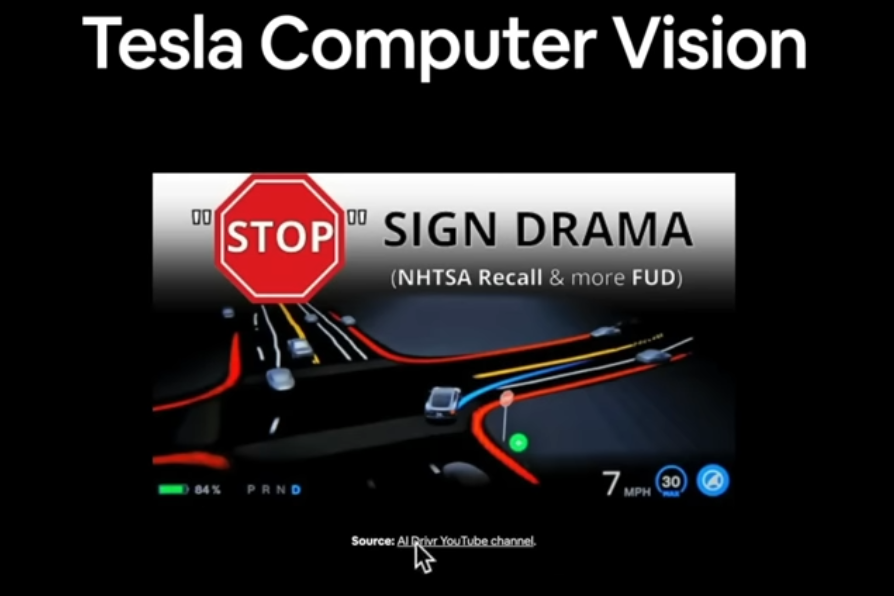 Tesla Computer Vision
"STOP" SIGN DRAMA
(NHTSA Recall & more FUD)
84% P R N D
7 MPH 30 MAX
Source: AI Drivr YouTube channel.